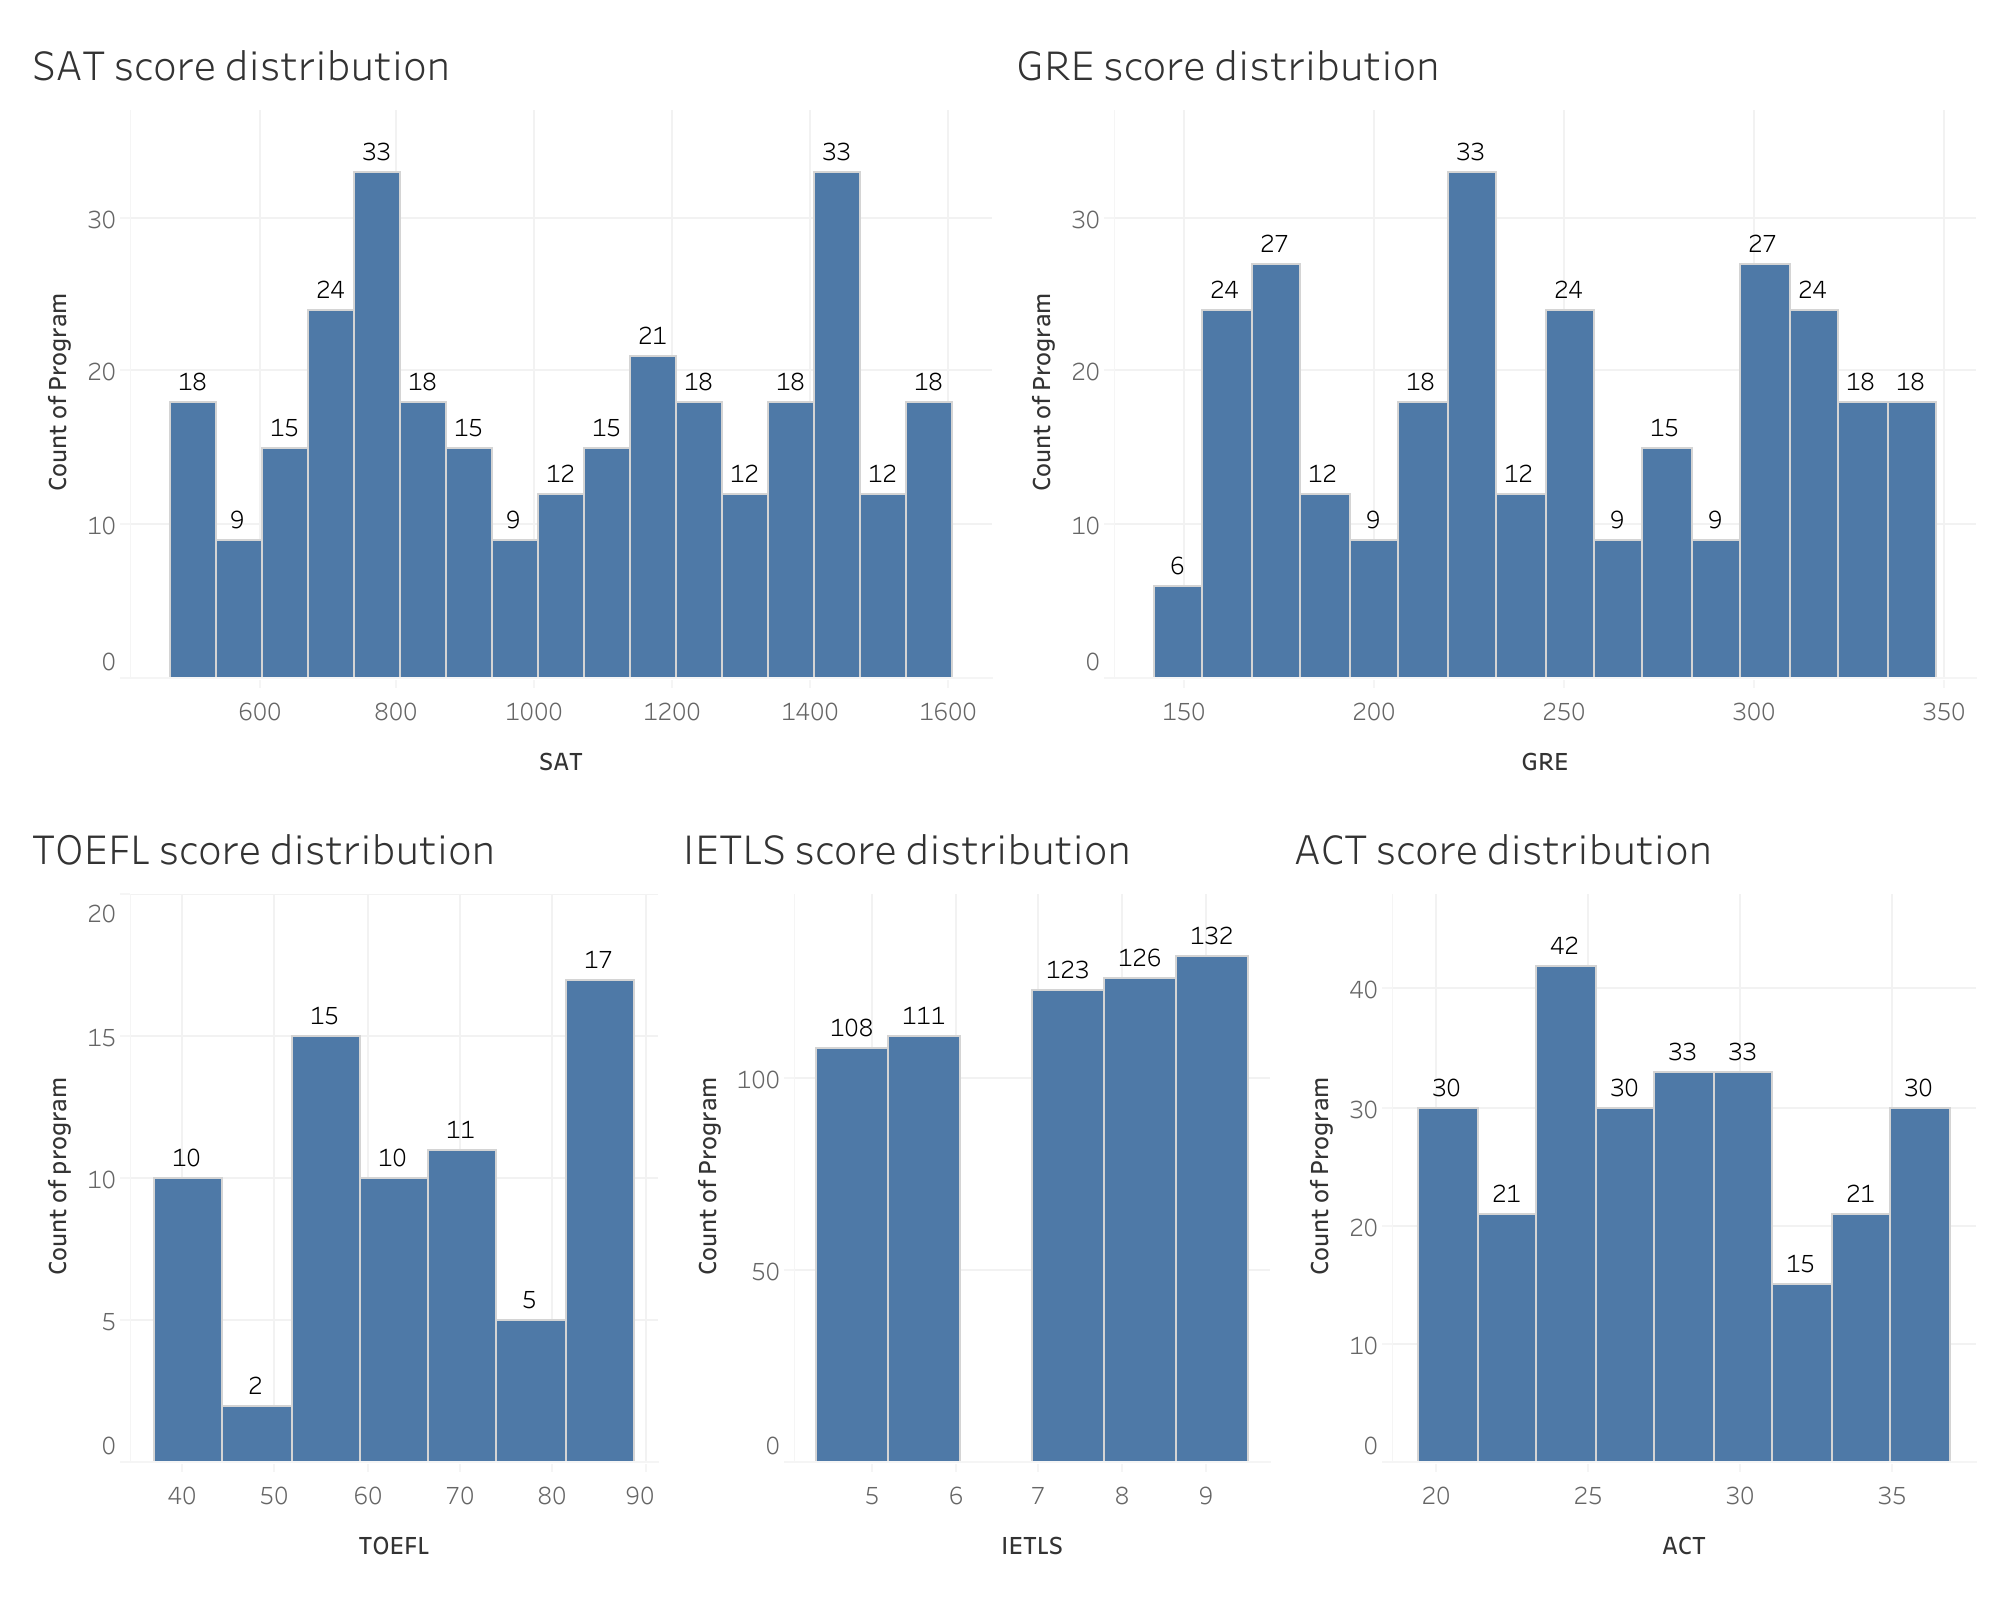 SAT score distribution
33 33
30
24
21
20
18 18 18 18 18
15 15 15
12 12 12
10
9 9
0
600 800 1000 1200 1400 1600
Count of Program
SAT
GRE score distribution
33
30
27 27
24 24 24
20
18 18 18
15
12 12
10
9 9 9
6
0
150 200 250 300 350
Count of Program
GRE
TOEFL score distribution
20
17
15
15
11
10 10
10
5
5
2
0
40 50 60 70 80 90
Count of program
TOEFL
IETLS score distribution
132
126
123
111
108
100
50
0
5 6 7 8 9
Count of Program
IETLS
ACT score distribution
42
40
33 33
30 30 30
30
21 21
20
15
10
0
20 25 30 35
Count of Program
ACT